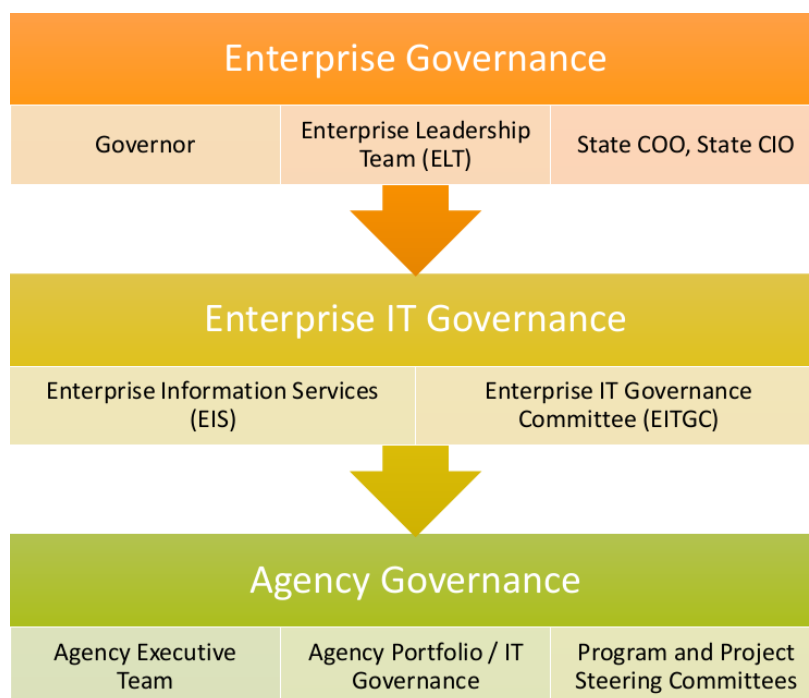 Enterprise Governance
Governor
Enterprise Leadership
Team (ELT)
State COO, State CIO
Enterprise IT Governance
Enterprise Information Services
(EIS)
Enterprise IT Governance
Committee (EITGC)
Agency Governance
Agency Executive
Team
Agency Portfolio / IT
Governance
Program and Project
Steering Committees